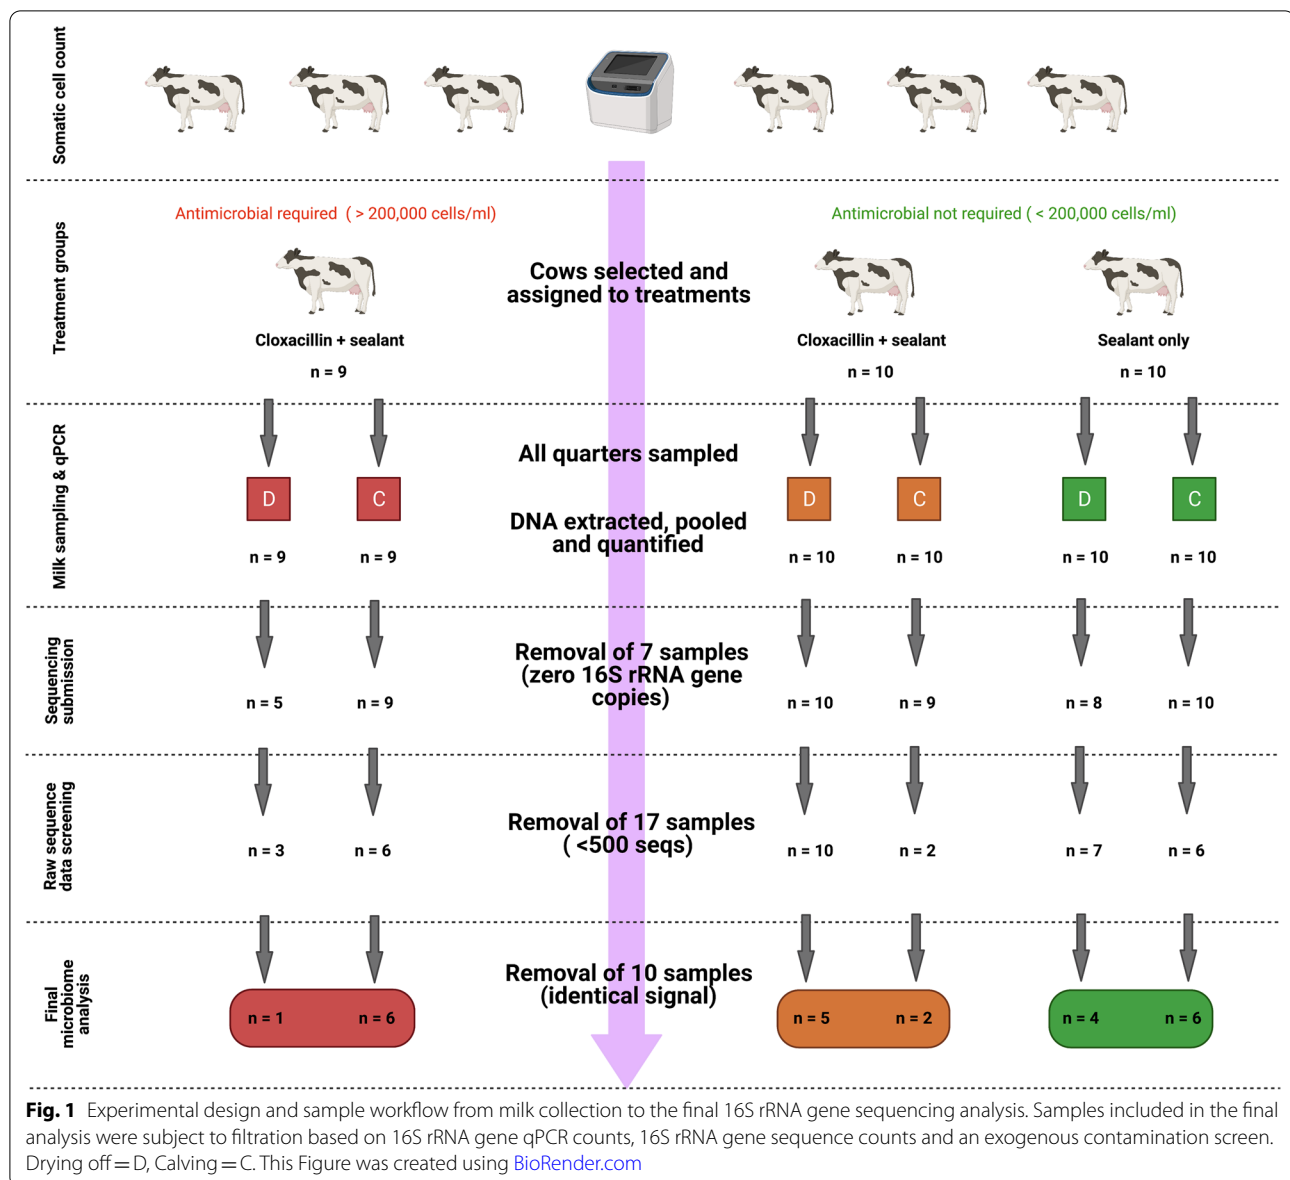 Somatic cell count
Treatment groups
Antimicrobial required ( > 200,000 cells/ml)
Antimicrobial not required ( < 200,000 cells/ml)
Cows selected and
assigned to treatments
Cloxacillin + sealant
n = 9
Cloxacillin + sealant
n = 10
Sealant only
n = 10
Milk sampling & qPCR
All quarters sampled
DNA extracted, pooled
and quantified
D
C
D
C
D
C
n = 9
n = 9
n = 10
n = 10
n = 10
n = 10
Sequencing
submission
Removal of 7 samples
(zero 16S rRNA gene
copies)
n = 5
n = 9
n = 10
n = 9
n = 8
n = 10
Raw sequence
data screening
Removal of 17 samples
( <500 seqs)
n = 3
n = 6
n = 10
n = 2
n = 7
n = 6
Final
microbiome
analysis
Removal of 10 samples
(identical signal)
n = 1
n = 6
n = 5
n = 2
n = 4
n = 6
Fig. 1 Experimental design and sample workflow from milk collection to the final 16S rRNA gene sequencing analysis. Samples included in the final
analysis were subject to filtration based on 16S rRNA gene qPCR counts, 16S rRNA gene sequence counts and an exogenous contamination screen.
Drying off = D, Calving = C. This Figure was created using BioRender.com